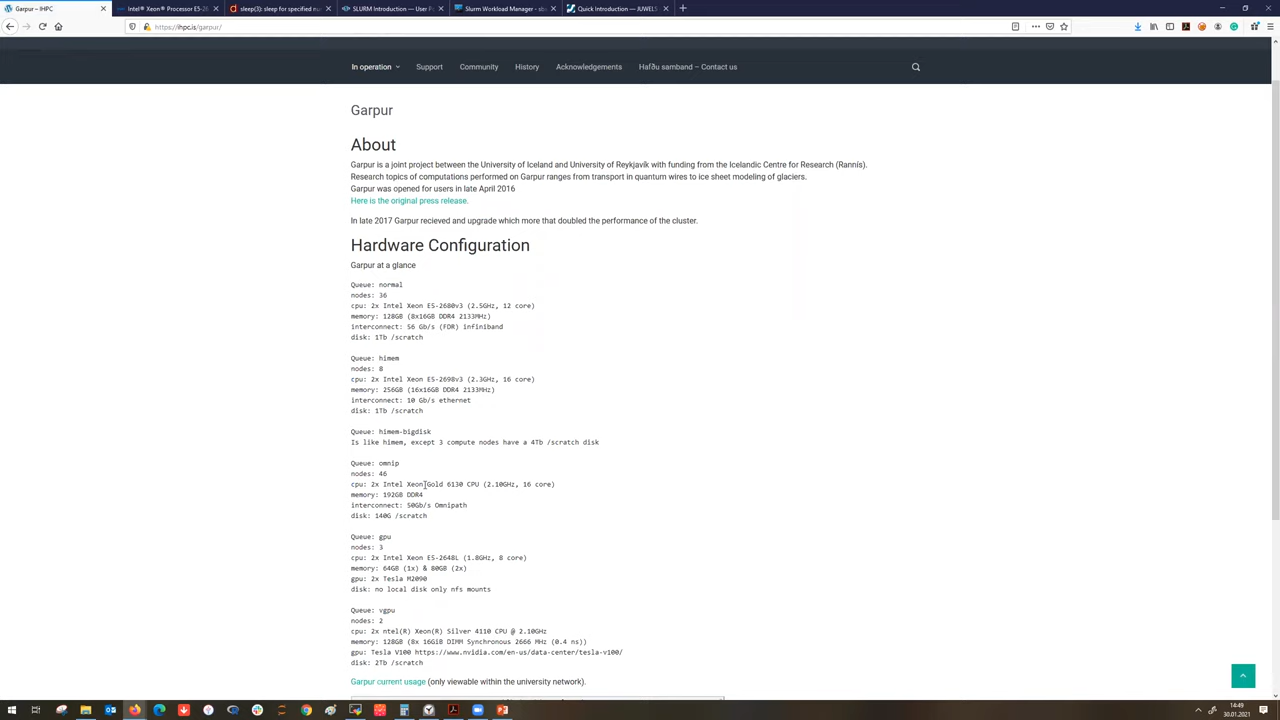 Garpur – IHPC
Intel® Xeon® Processor E5-26
sleep(3): sleep for specified nu
SLURM Introduction — User Po
Slurm Workload Manager - sba
Quick Introduction — JUWELS
https://ihpc.is/garpur/
In operation
Support
Community
History
Acknowledgements
Hafðu samband – Contact us
Garpur
About
Garpur is a joint project between the University of Iceland and University of Reykjavík with funding from the Icelandic Centre for Research (Rannís).
Research topics of computations performed on Garpur ranges from transport in quantum wires to ice sheet modeling of glaciers.
Garpur was opened for users in late April 2016
Here is the original press release.
In late 2017 Garpur recieved and upgrade which more that doubled the performance of the cluster.
Hardware Configuration
Garpur at a glance
Queue: normal
nodes: 36
cpu: 2x Intel Xeon E5-2680v3 (2.5GHz, 12 core)
memory: 128GB (8x16GB DDR4 2133MHz)
interconnect: 56 Gb/s (FDR) infiniband
disk: 1Tb /scratch
Queue: himem
nodes: 8
cpu: 2x Intel Xeon E5-2698v3 (2.3GHz, 16 core)
memory: 256GB (16x16GB DDR4 2133MHz)
interconnect: 10 Gb/s ethernet
disk: 1Tb /scratch
Queue: himem-bigdisk
Is like himem, except 3 compute nodes have a 4Tb /scratch disk
Queue: omnip
nodes: 46
cpu: 2x Intel Xeon Gold 6130 CPU (2.10GHz, 16 core)
memory: 192GB DDR4
interconnect: 50Gb/s Omnipath
disk: 140G /scratch
Queue: gpu
nodes: 3
cpu: 2x Intel Xeon E5-2648L (1.8GHz, 8 core)
memory: 64GB (1x) & 80GB (2x)
gpu: 2x Tesla M2090
disk: no local disk only nfs mounts
Queue: vgpu
nodes: 2
cpu: 2x ntel(R) Xeon(R) Silver 4110 CPU @ 2.10GHz
memory: 128GB (8x 16GiB DIMM Synchronous 2666 MHz (0.4 ns))
gpu: Tesla V100 https://www.nvidia.com/en-us/data-center/tesla-v100/
disk: 2Tb /scratch
Garpur current usage (only viewable within the university network).
14:49
30.01.2021